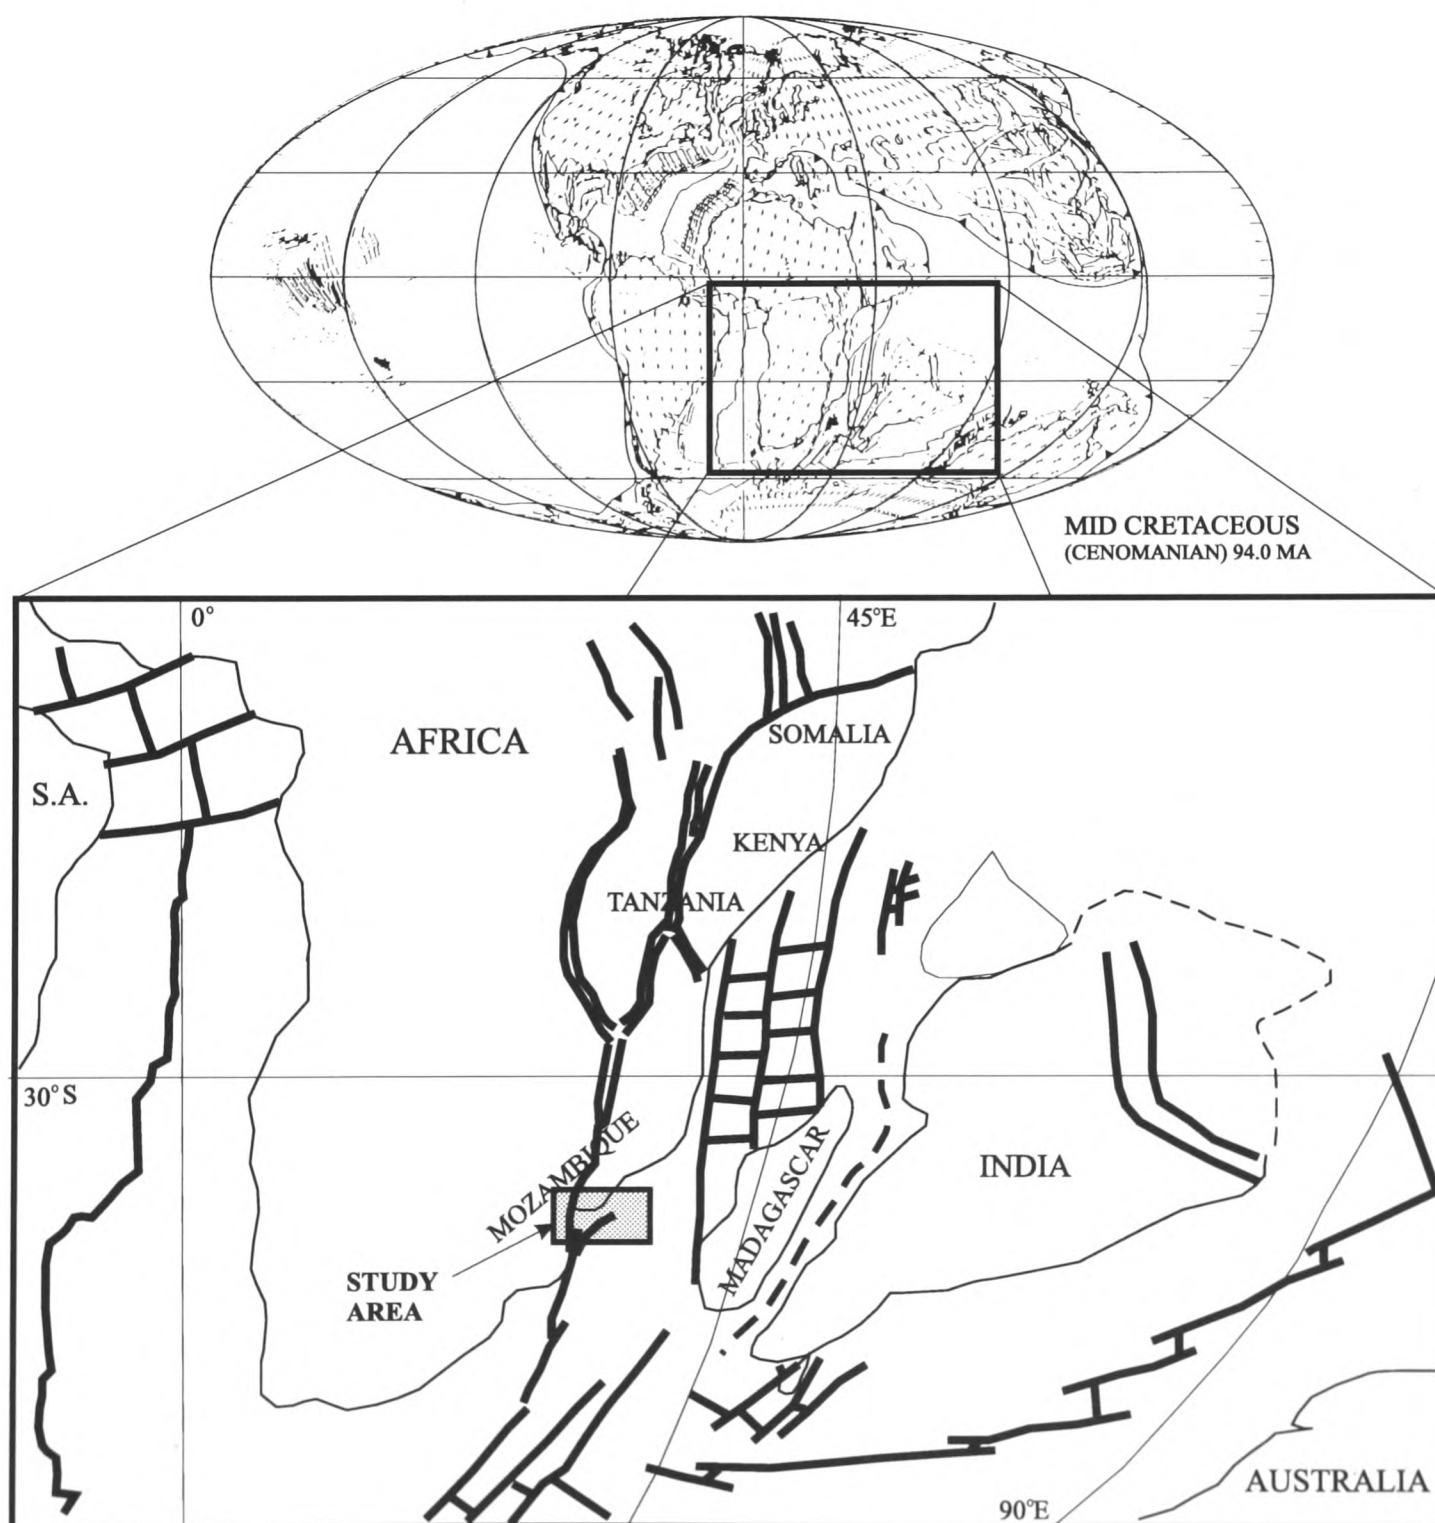 MID CRETACEOUS
(CENOMANIAN) 94.0 MA
0°
45°E
AFRICA
SOMALIA
S.A.
KENYA
TANZANIA
30° S
MOZAMBIQUE
INDIA
MADAGASCAR
STUDY
AREA
AUSTRALIA
90°E